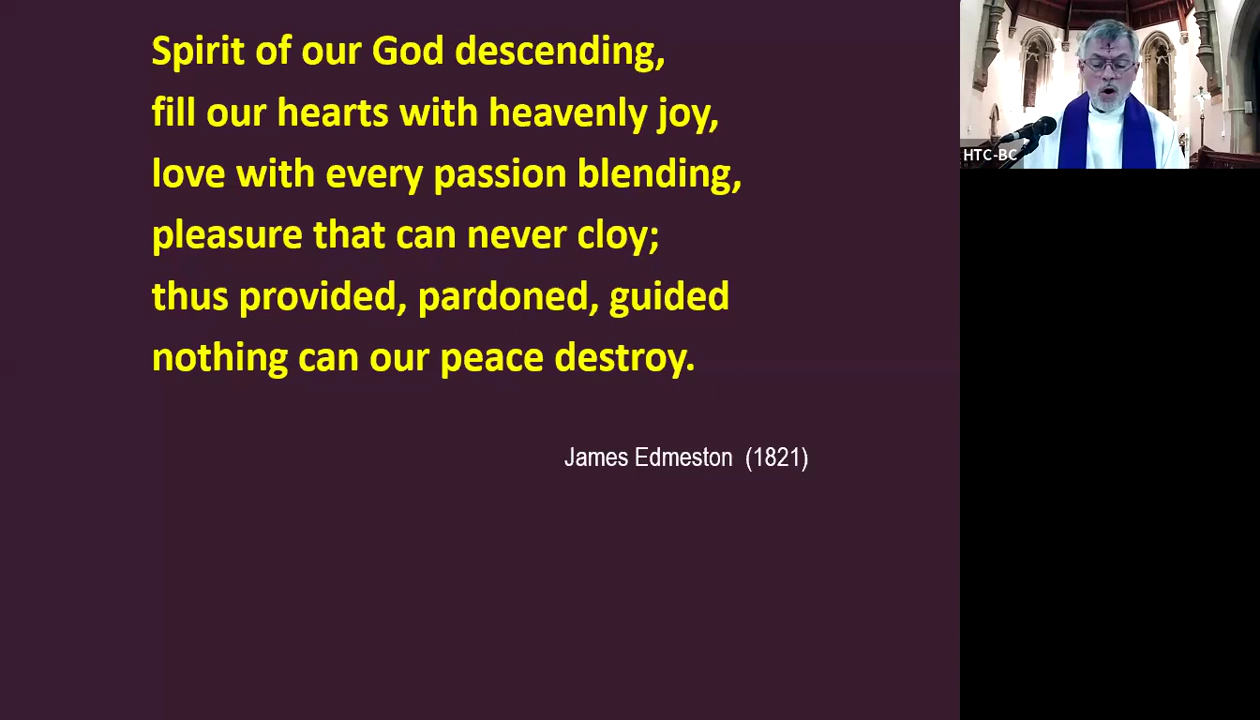 Spirit of our God descending,
fill our hearts with heavenly joy,
love with every passion blending,
pleasure that can never cloy;
thus provided, pardoned, guided
nothing can our peace destroy.
James Edmeston (1821)
HTC-BC